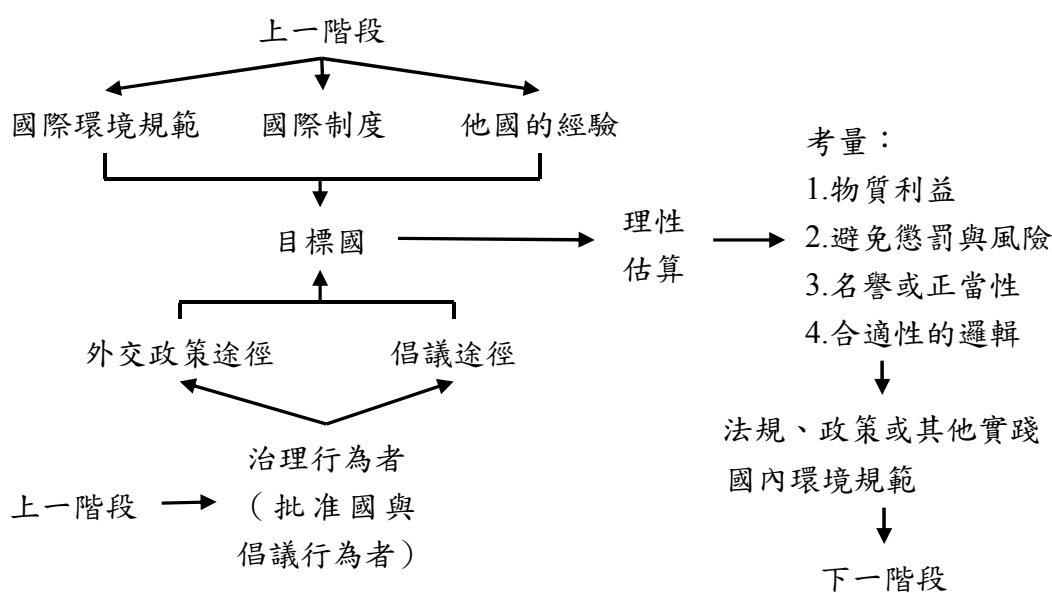 上一階段
國際環境規範
國際制度
他國的經驗
目標國
外交政策途徑
倡議途徑
上一階段
治理行為者
（批准國與
倡議行為者）
理性
估算
考量：
1.物質利益
2.避免懲罰與風險
3.名譽或正當性
4.合適性的邏輯
法規、政策或其他實踐
國內環境規範
下一階段